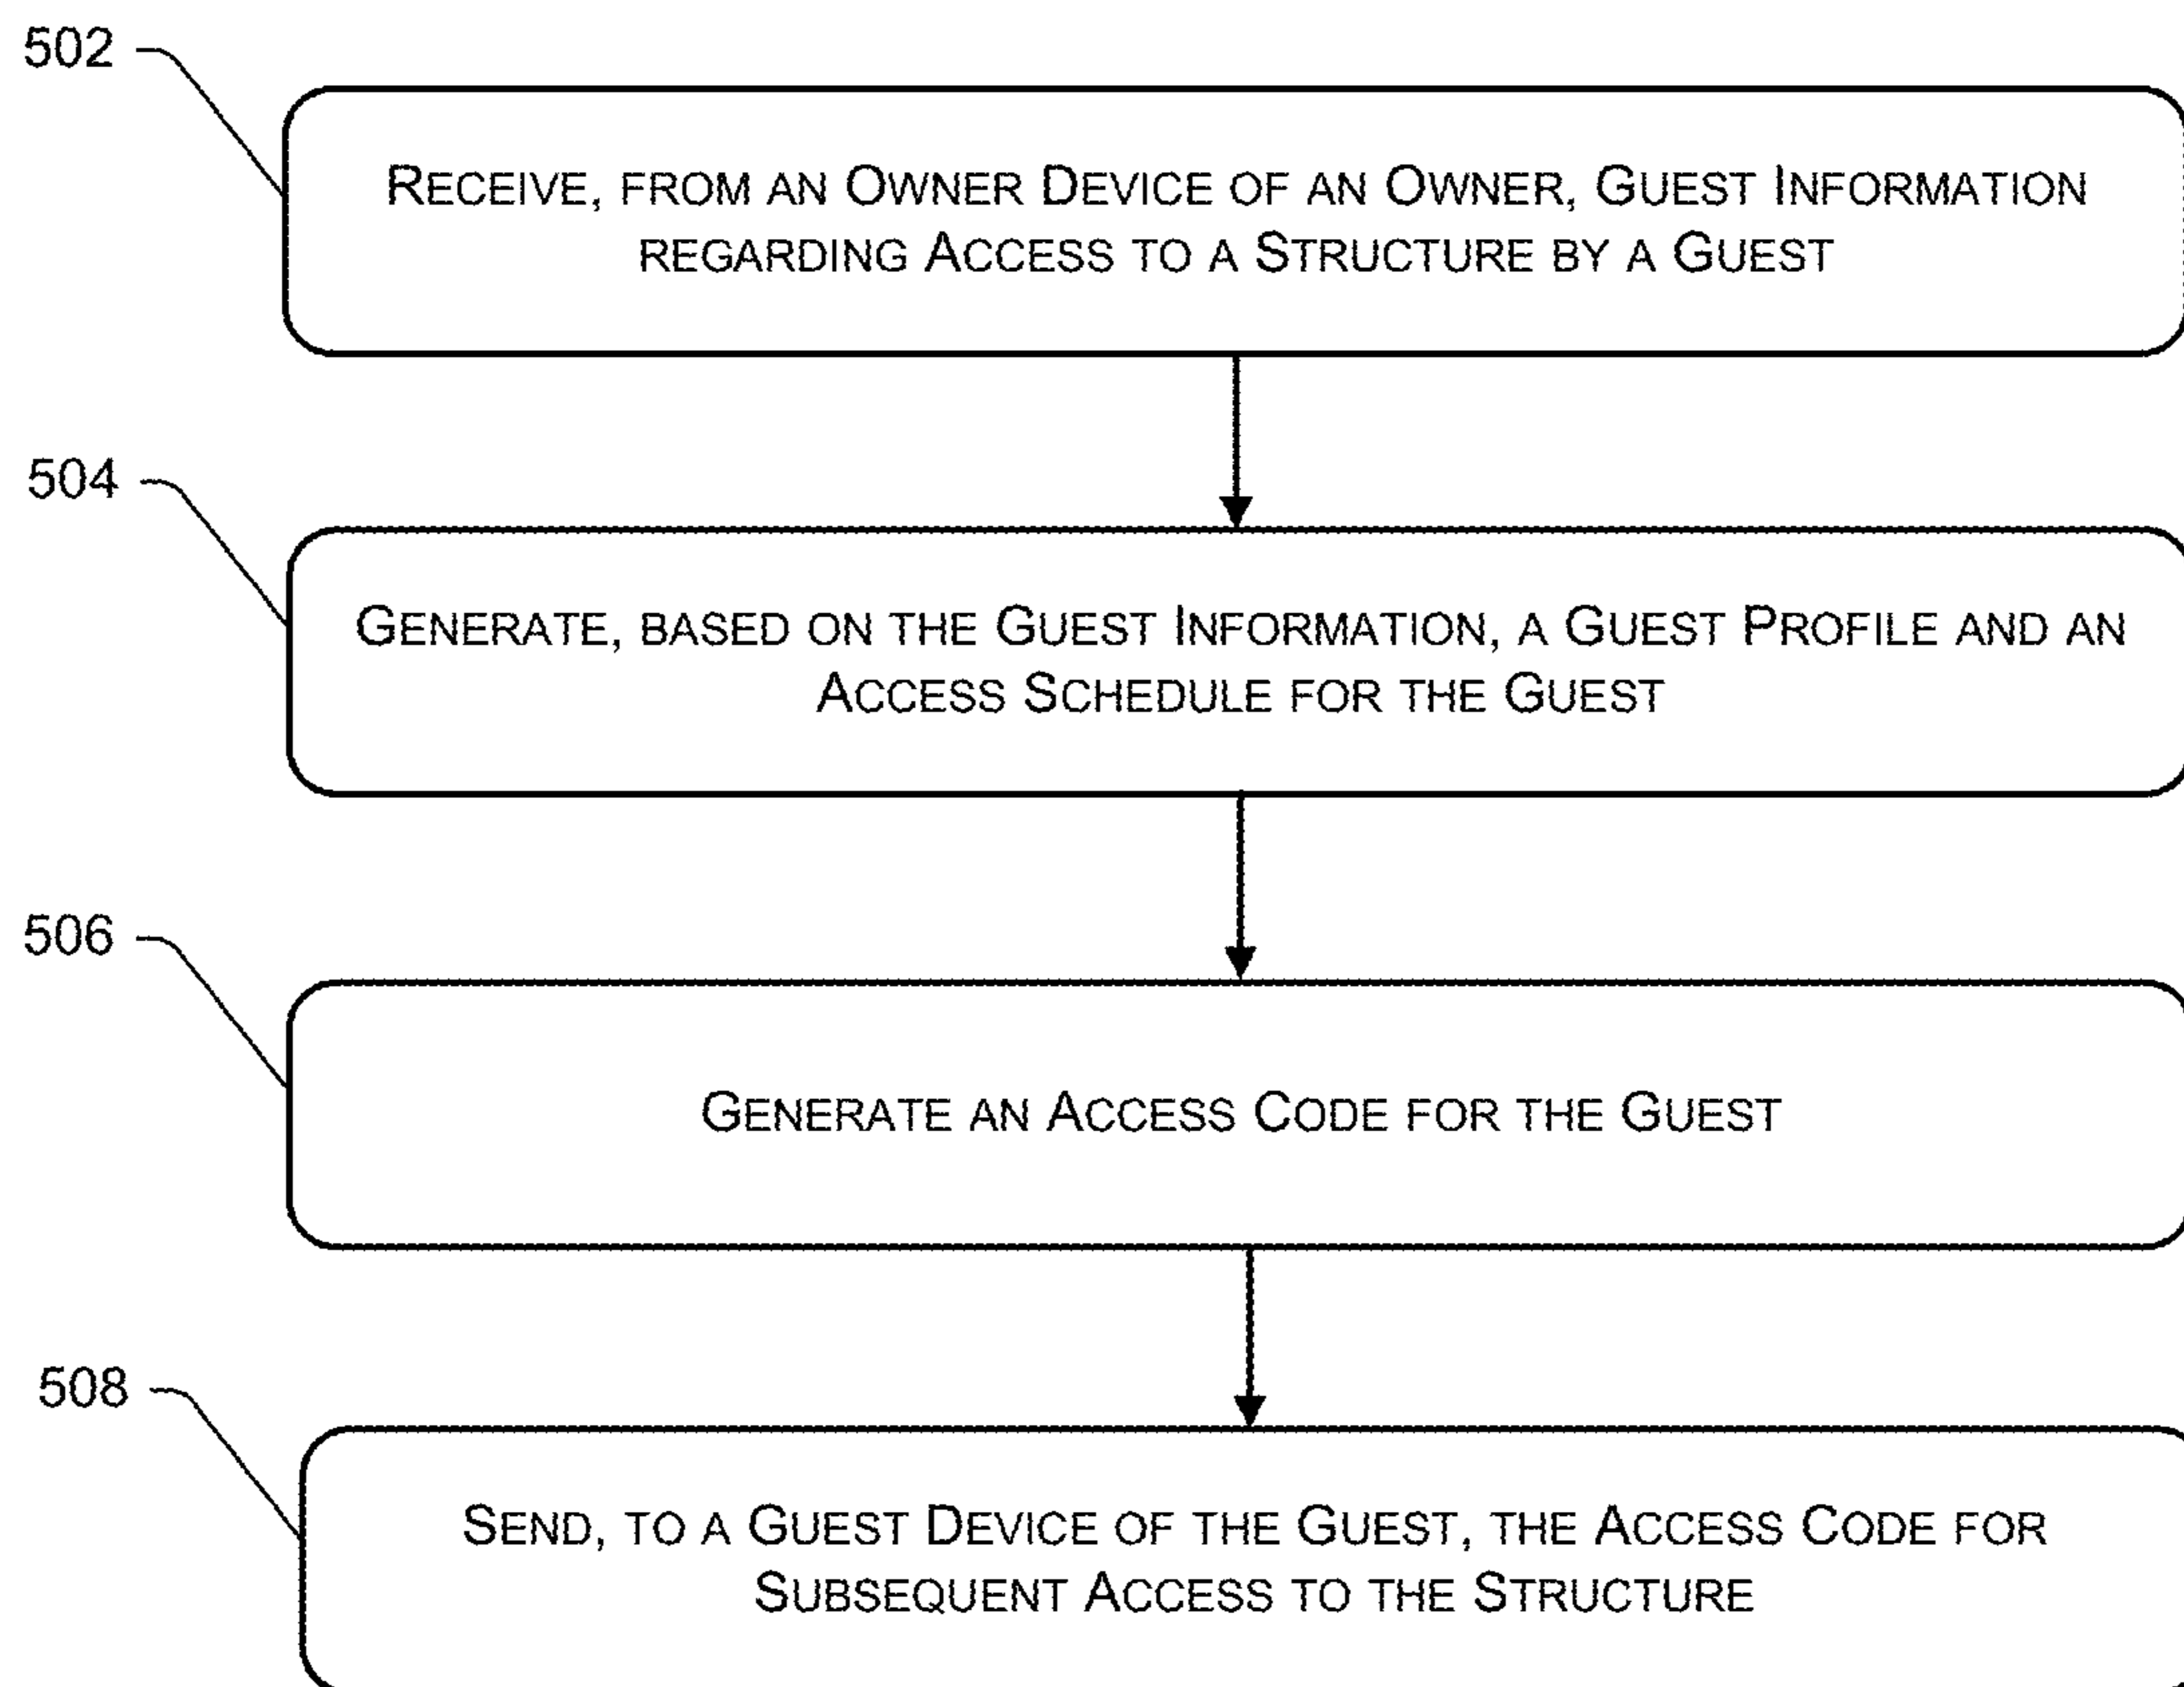 502
RECEIVE, FROM AN OWNER DEVICE OF AN OWNER, GUEST INFORMATION
REGARDING ACCESS TO A STRUCTURE BY A GUEST
504
GENERATE, BASED ON THE GUEST INFORMATION, A GUEST PROFILE AND AN
ACCESS SCHEDULE FOR THE GUEST
506
GENERATE AN ACCESS CODE FOR THE GUEST
508
SEND, TO A GUEST DEVICE OF THE GUEST, THE ACCESS CODE FOR
SUBSEQUENT ACCESS TO THE STRUCTURE